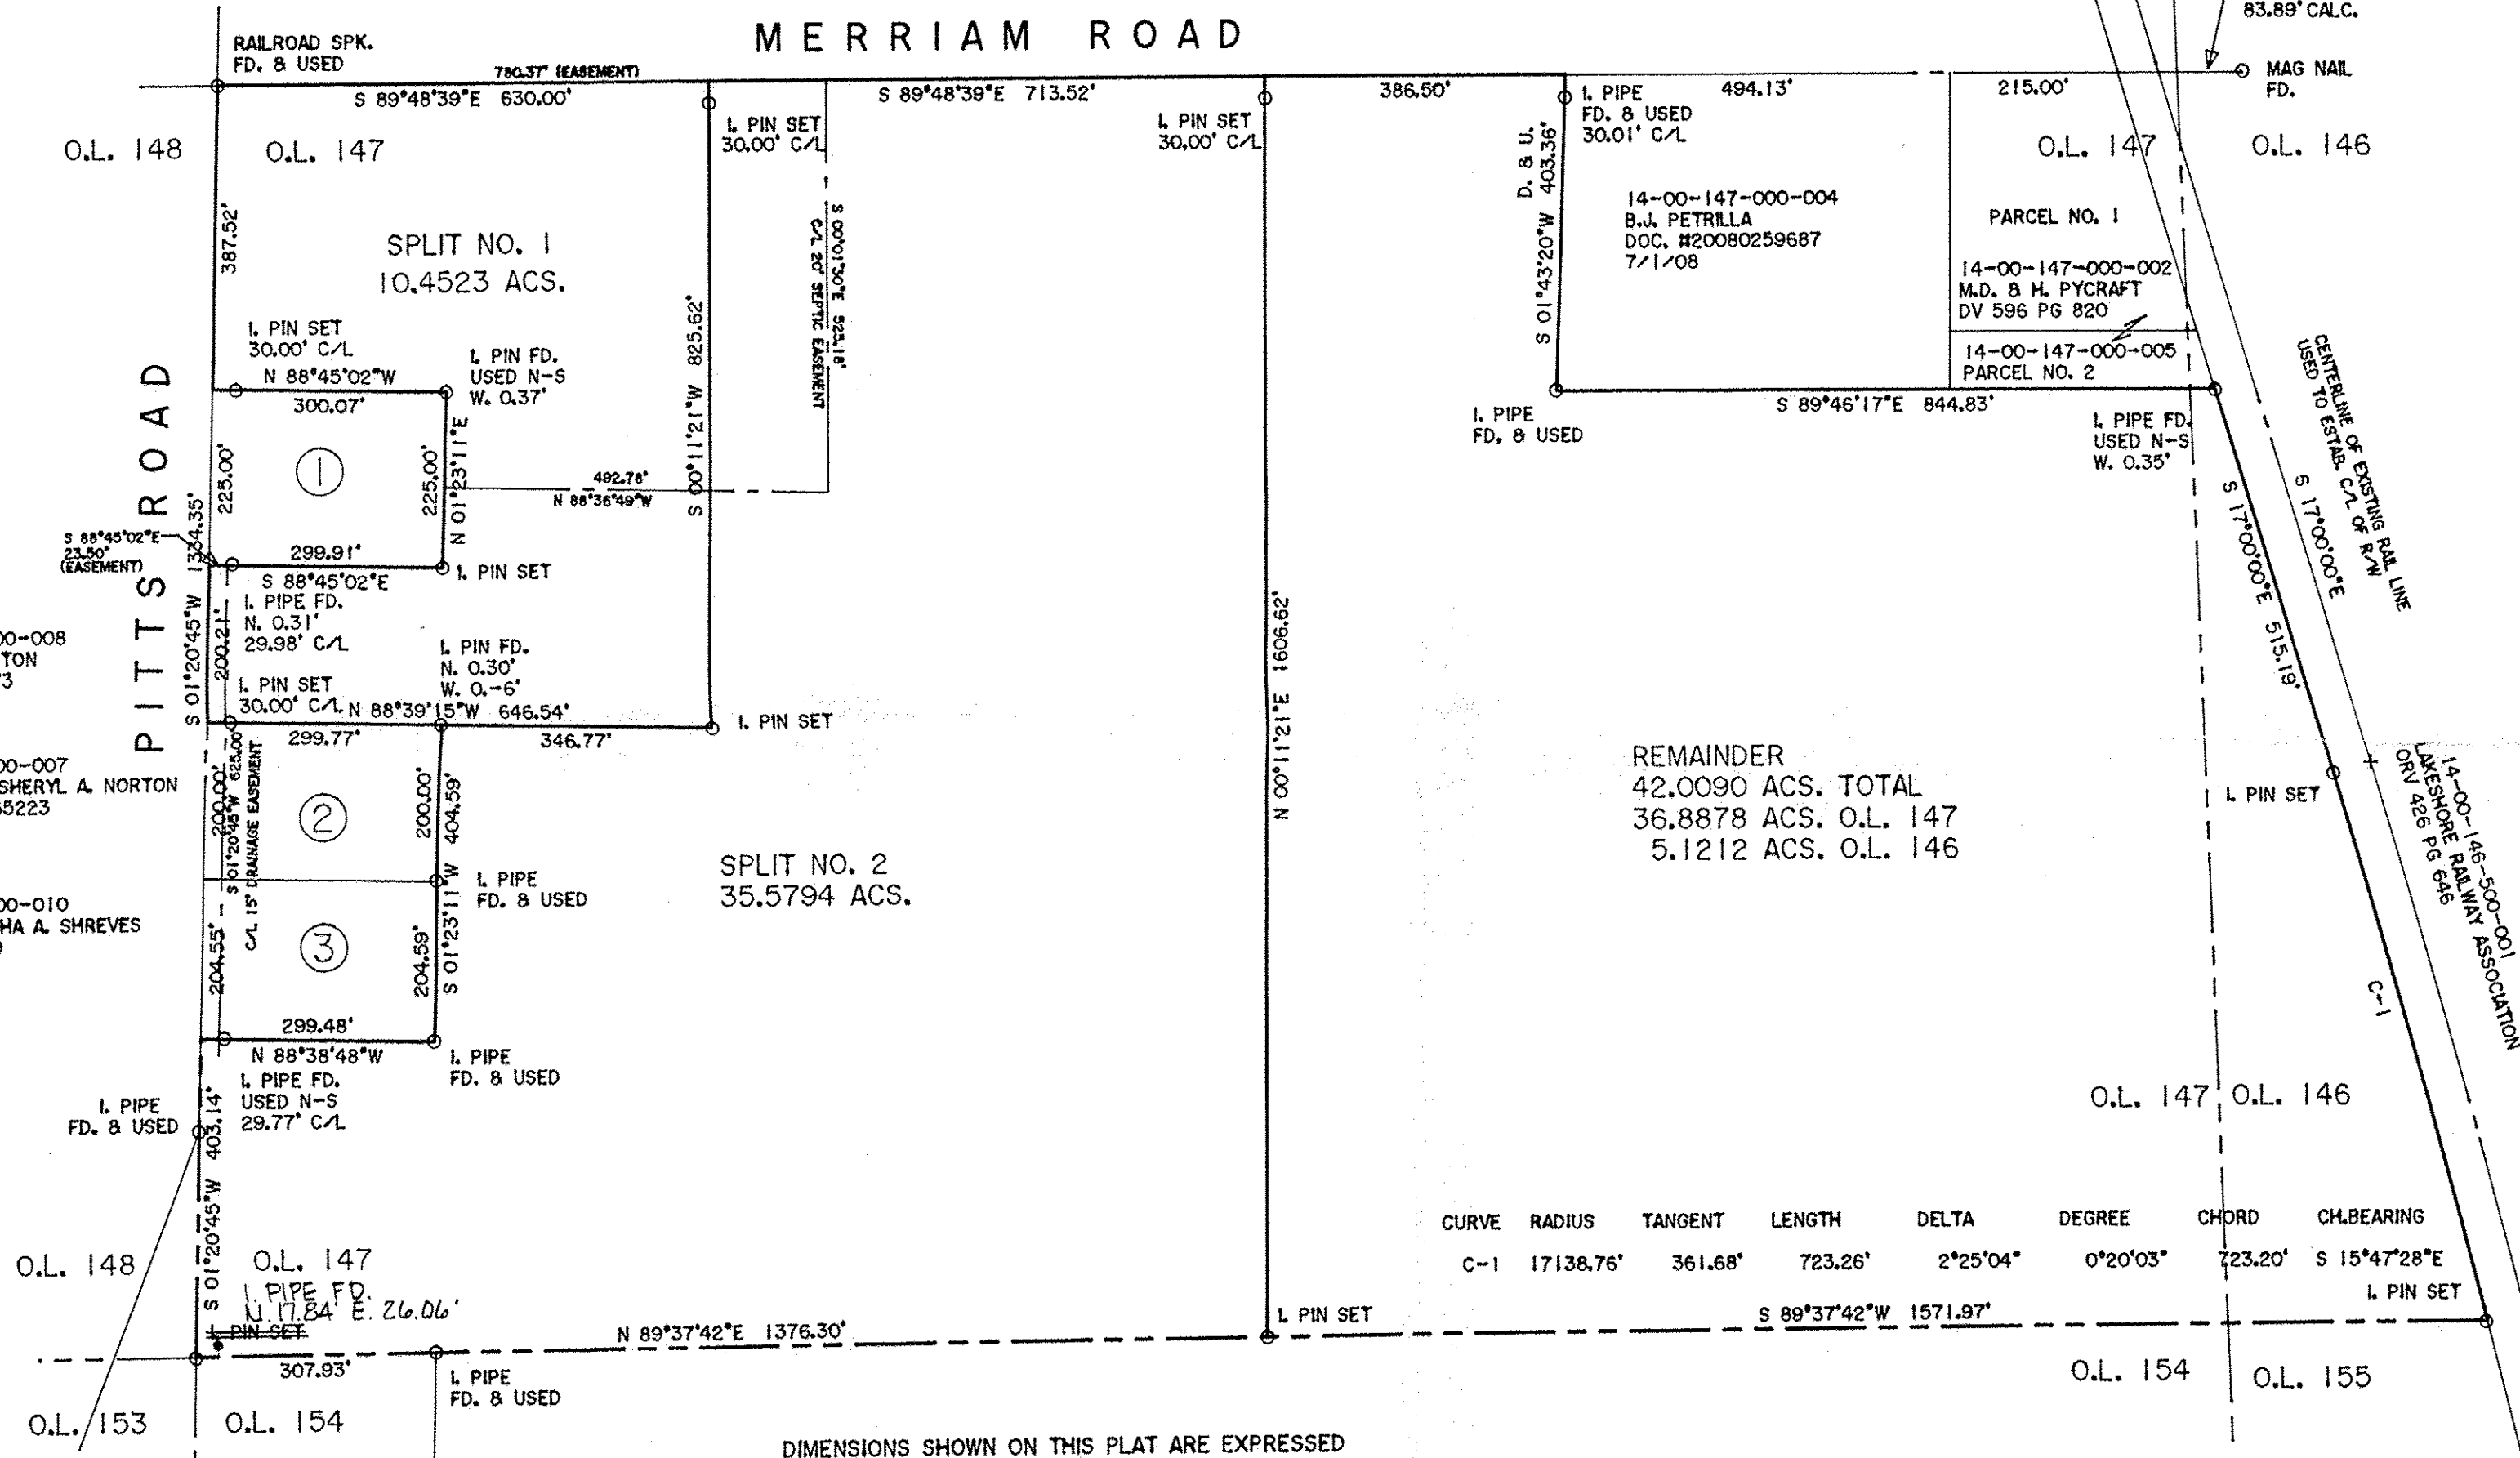 MERRIAM ROAD
83.89' CALC.
RAILROAD SPK.
FD. & USED
780.37' (EASEMENT)
S 89°48'39"E 630.00'
S 89°48'39"E 713.52'
386.50'
494.13'
215.00'
MAG NAIL
FD.
I. PIN SET
30.00' C/L
I. PIN SET
30.00' C/L
I. PIPE
FD. & USED
30.01' C/L
O.L. 148
O.L. 147
O.L. 147
O.L. 146
387.52'
SPLIT NO. 1
10.4523 ACS.
S 00°11'21"W 825.62'
S 00°01'30"E 525.18'
C/L 20' SEPTIC EASEMENT
D. & U.
S 01°43'20"W 403.36'
14-00-147-000-004
B.J. PETRILLA
DOC. #20080259687
7/1/08
PARCEL NO. 1
14-00-147-000-002
M.D. & H. PYCRAFT
DV 596 PG 820
14-00-147-000-005
PARCEL NO. 2
I. PIN SET
30.00' C/L
N 88°45'02"W
300.07'
I. PIN FD.
USED N-S
W. 0.37'
PITTS ROAD
225.00'
1
225.00'
N 01°23'11"E
492.78'
N 88°36'49"W
I. PIPE
FD. & USED
S 89°46'17"E 844.83'
I. PIPE FD.
USED N-S
W. 0.35'
CENTERLINE OF EXISTING RAIL LINE
USED TO ESTAB. C/L OF R/W
S 17°00'00"E
S 17°00'00"E 515.19'
S 88°45'02"E
23.50'
(EASEMENT)
S 01°20'45"W 1334.35'
299.91'
S 88°45'02"E
I. PIN SET
I. PIPE FD.
N. 0.31'
29.98' C/L
200.21'
I. PIN FD.
N. 0.30'
W. 0.-6'
I. PIN SET
30.00' C/L
N 88°39'15"W 646.54'
299.77'
346.77'
I. PIN SET
00-008
TON
3
N 00°11'21"E 1606.62'
00-007
SHERYL A. NORTON
55223
200.00'
S 01°20'45"W 625.00'
C/L 15' DRAINAGE EASEMENT
2
200.00'
S 01°23'11"W 404.59'
I. PIPE
FD. & USED
SPLIT NO. 2
35.5794 ACS.
REMAINDER
42.0090 ACS. TOTAL
36.8878 ACS. O.L. 147
5.1212 ACS. O.L. 146
I. PIN SET
14-00-146-500-001
LAKESHORE RAILWAY ASSOCIATION
ORV 426 PG 646
00-010
HA A. SHREVES
204.55'
3
204.59'
C-1
299.48'
N 88°38'48"W
I. PIPE
FD. & USED
I. PIPE FD.
USED N-S
29.77' C/L
I. PIPE
FD. & USED
S 01°20'45"W 403.14'
O.L. 147
O.L. 146
CURVE RADIUS TANGENT LENGTH DELTA DEGREE CHORD CH.BEARING
C-1 17138.76' 361.68' 723.26' 2°25'04" 0°20'03" 723.20' S 15°47'28"E
O.L. 148
O.L. 147
I. PIPE FD.
N. 17.84' E. 26.06'
I. PIN SET
N 89°37'42"E 1376.30'
I. PIN SET
S 89°37'42"W 1571.97'
I. PIN SET
307.93'
I. PIPE
FD. & USED
O.L. 153
O.L. 154
O.L. 154
O.L. 155
DIMENSIONS SHOWN ON THIS PLAT ARE EXPRESSED